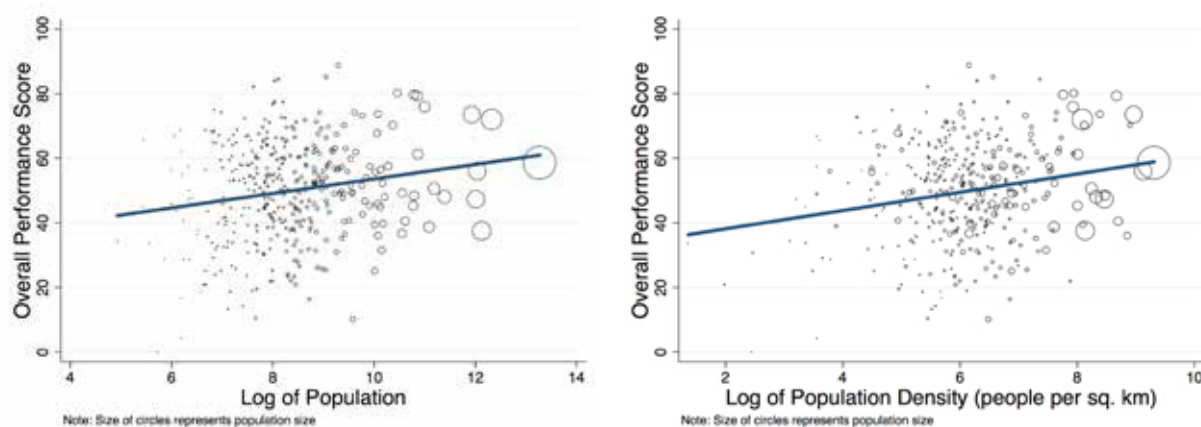 Overall Performance Score
100
80
60
40
20
0
4 6 8 10 12 14
Log of Population
Note: Size of circles represents population size
Overall Performance Score
100
80
60
40
20
0
2 4 6 8 10
Log of Population Density (people per sq. km)
Note: Size of circles represents population size